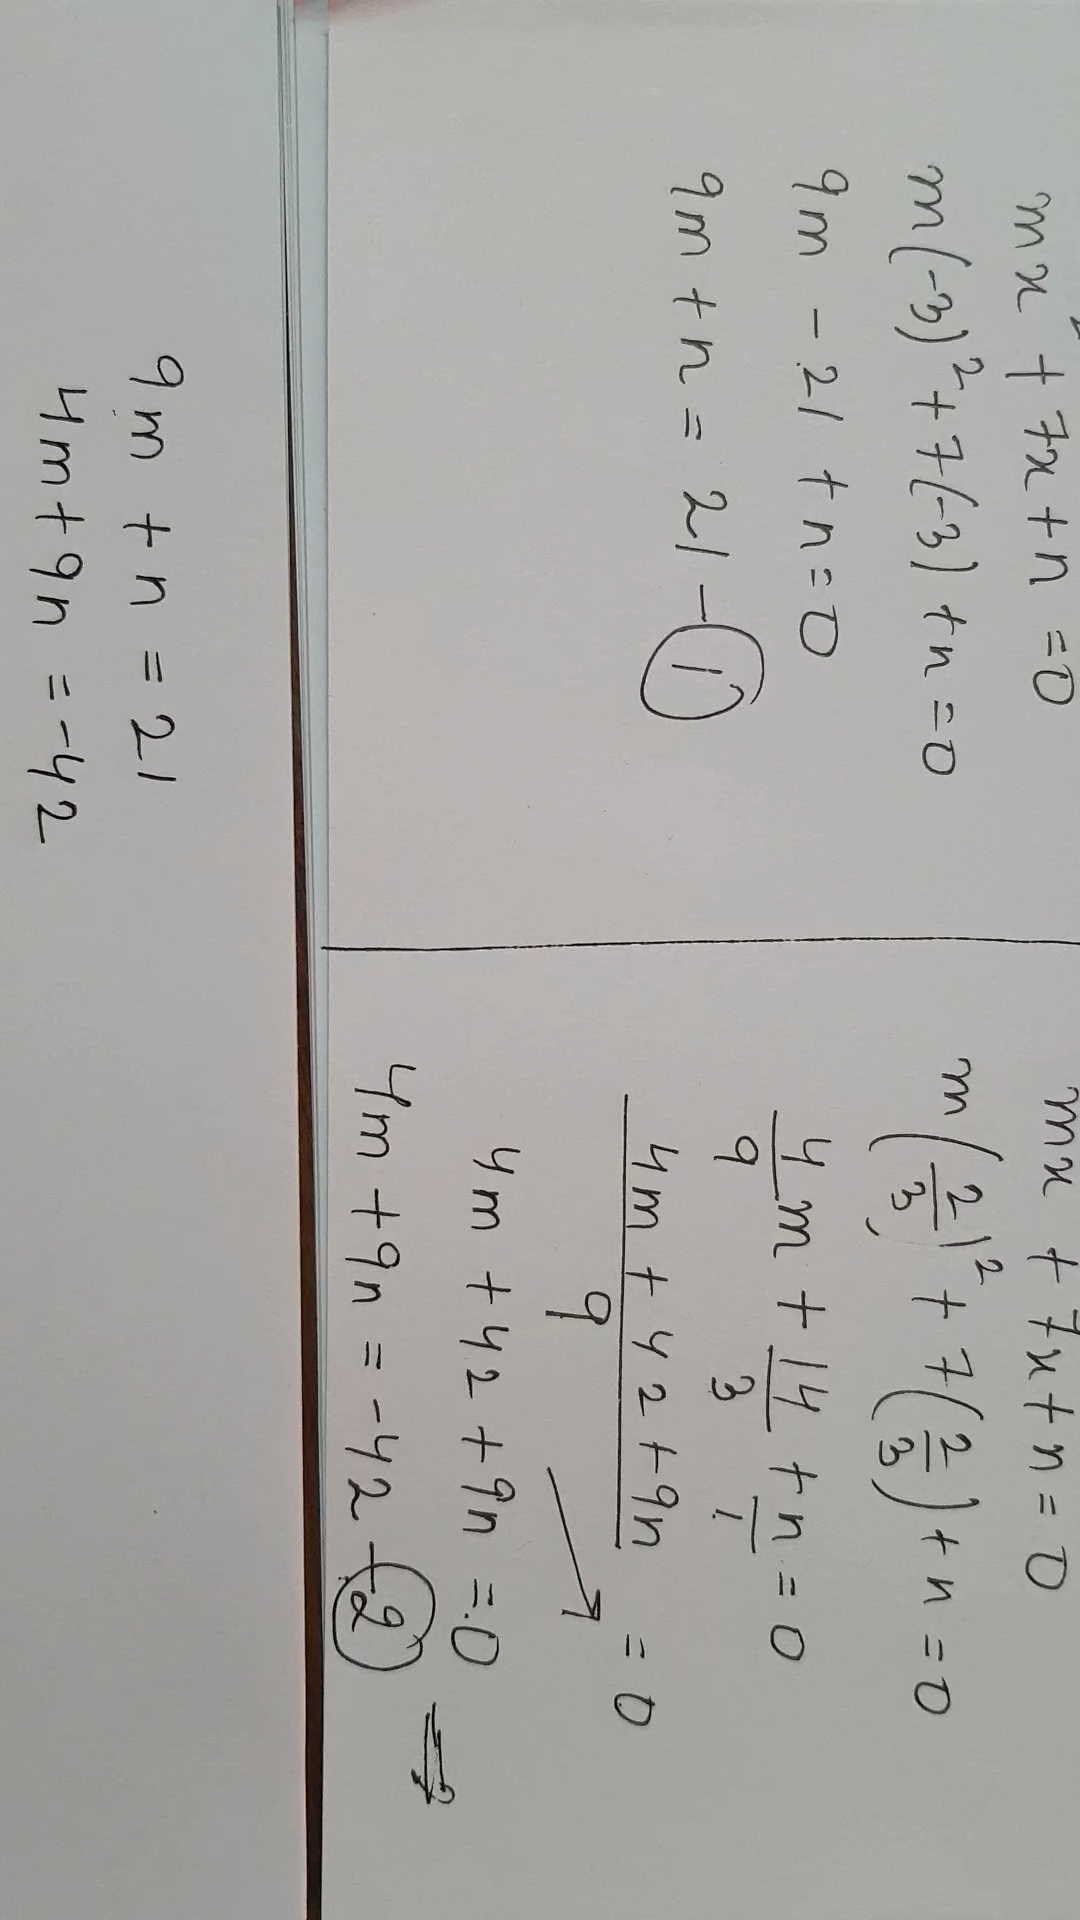 mx² + 7x + n = 0
m(-3)² + 7(-3) + n = 0
9m - 21 + n = 0
9m + n = 21 - ①
mx + 7x + n = 0
m(2/3)² + 7(2/3) + n = 0
4/9 m + 14/3 + n/1 = 0
(4m + 42 + 9n)/9 = 0
4m + 42 + 9n = 0
4m + 9n = -42 - ②
9m + n = 21
4m + 9n = -42